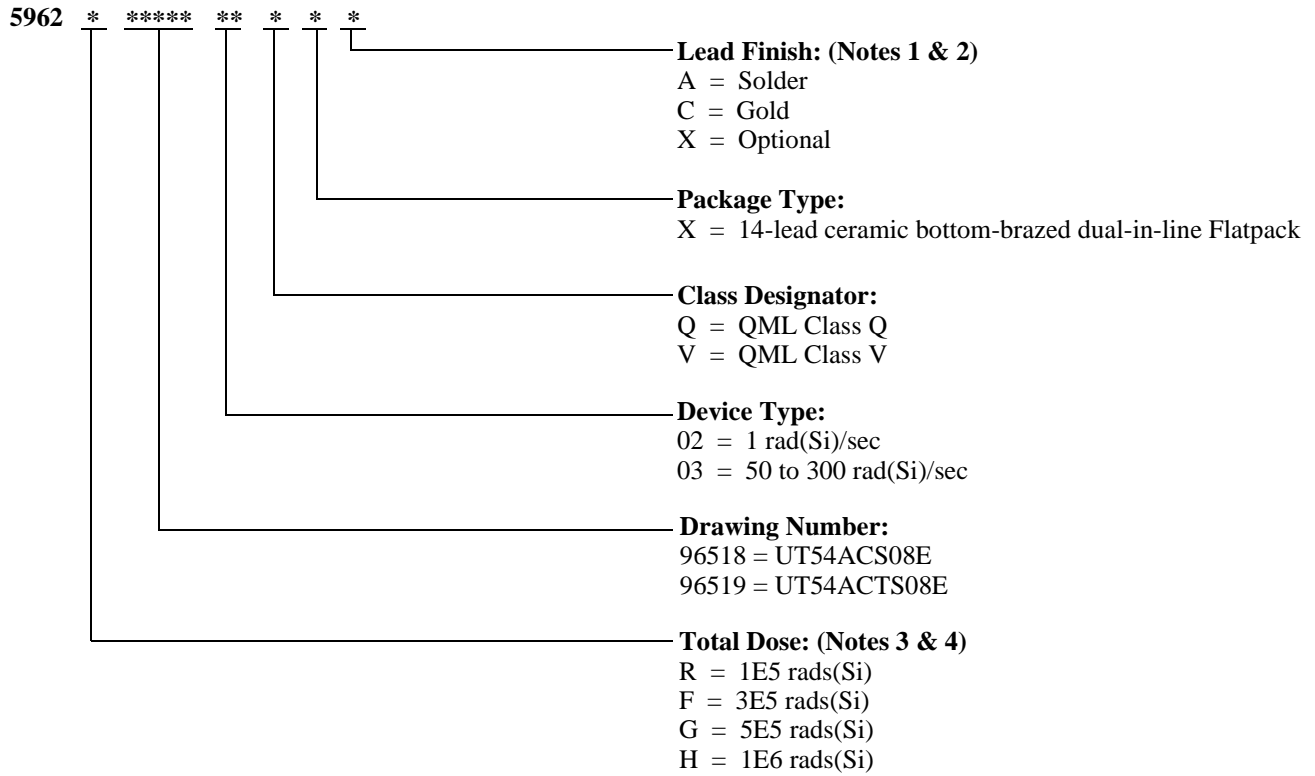 5962 * ***** ** * * *
Lead Finish: (Notes 1 & 2)
A = Solder
C = Gold
X = Optional
Package Type:
X = 14-lead ceramic bottom-brazed dual-in-line Flatpack
Class Designator:
Q = QML Class Q
V = QML Class V
Device Type:
02 = 1 rad(Si)/sec
03 = 50 to 300 rad(Si)/sec
Drawing Number:
96518 = UT54ACS08E
96519 = UT54ACTS08E
Total Dose: (Notes 3 & 4)
R = 1E5 rads(Si)
F = 3E5 rads(Si)
G = 5E5 rads(Si)
H = 1E6 rads(Si)